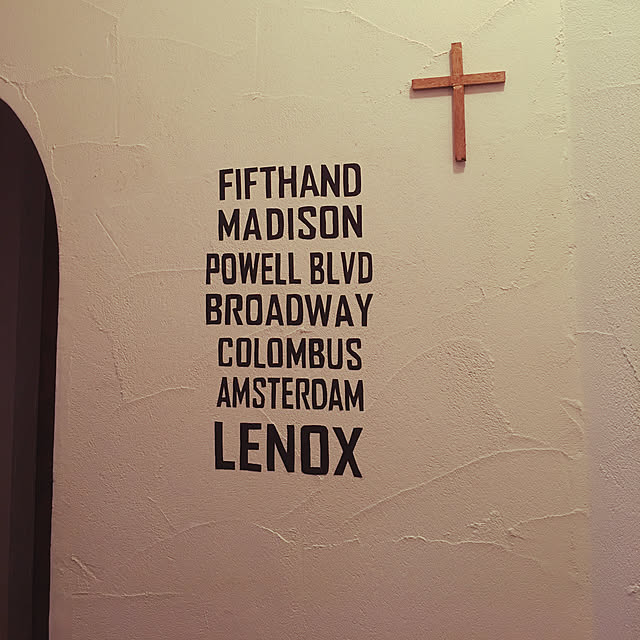 FIFTHAND
MADISON
POWELL BLVD
BROADWAY
COLOMBUS
AMSTERDAM
LENOX